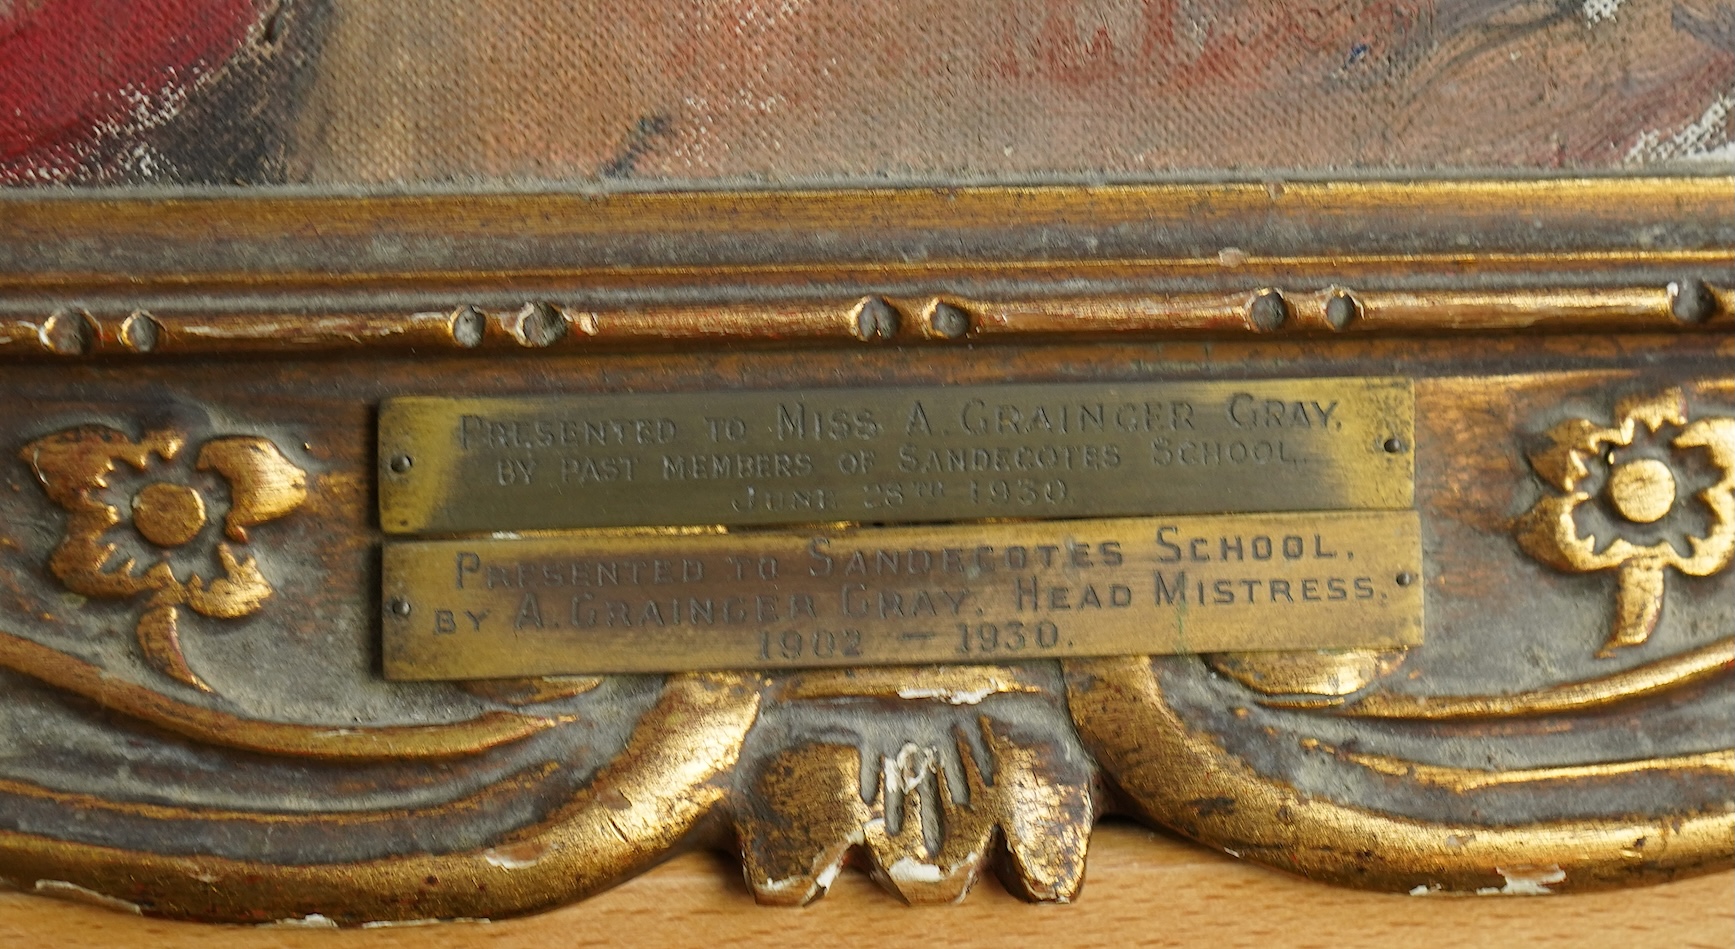 PRESENTED TO MISS A. GRAINGER GRAY,
BY PAST MEMBERS OF SANDECOTES SCHOOL,
JUNE 28TH 1930.
PRESENTED TO SANDECOTES SCHOOL,
BY A. GRAINGER GRAY, HEAD MISTRESS.
1902 — 1930.